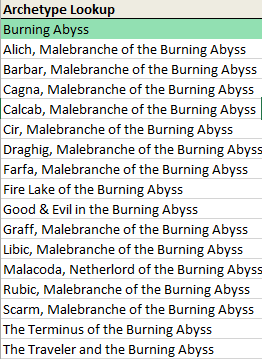 Archetype Lookup
Burning Abyss
Alich, Malebranche of the Burning Abyss
Barbar, Malebranche of the Burning Abyss
Cagna, Malebranche of the Burning Abyss
Calcab, Malebranche of the Burning Abyss
Cir, Malebranche of the Burning Abyss
Draghig, Malebranche of the Burning Abyss
Farfa, Malebranche of the Burning Abyss
Fire Lake of the Burning Abyss
Good & Evil in the Burning Abyss
Graff, Malebranche of the Burning Abyss
Libic, Malebranche of the Burning Abyss
Malacoda, Netherlord of the Burning Abyss
Rubic, Malebranche of the Burning Abyss
Scarm, Malebranche of the Burning Abyss
The Terminus of the Burning Abyss
The Traveler and the Burning Abyss